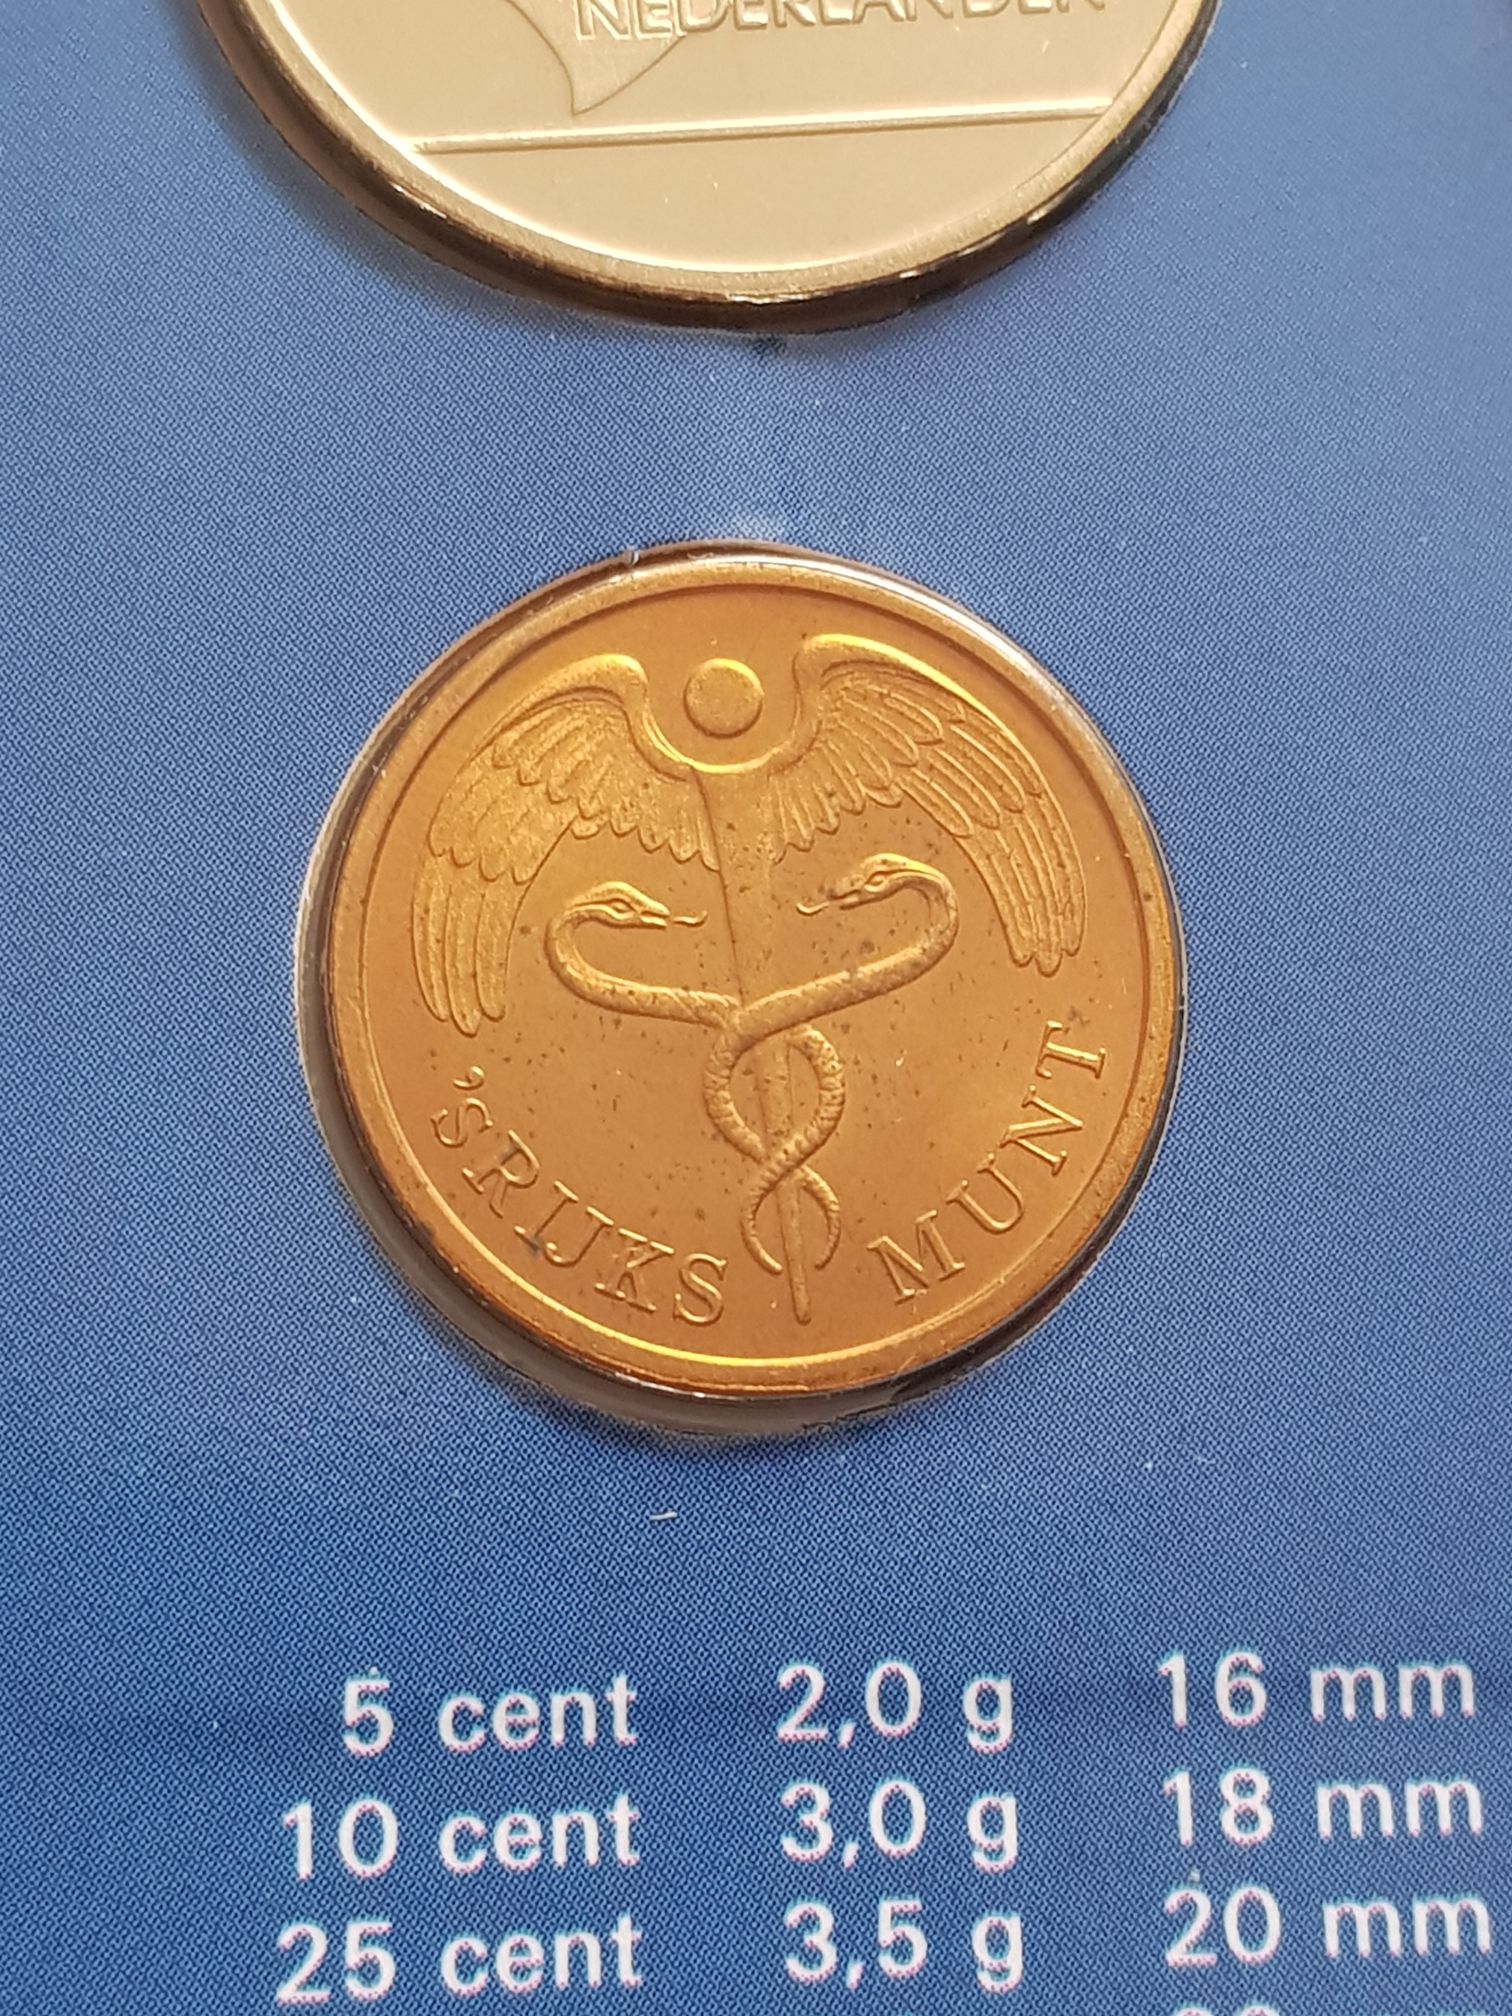 NEDERLANDEN
'S RIJKS MUNT
5 cent 2,0 g 16 mm
10 cent 3,0 g 18 mm
25 cent 3,5 g 20 mm